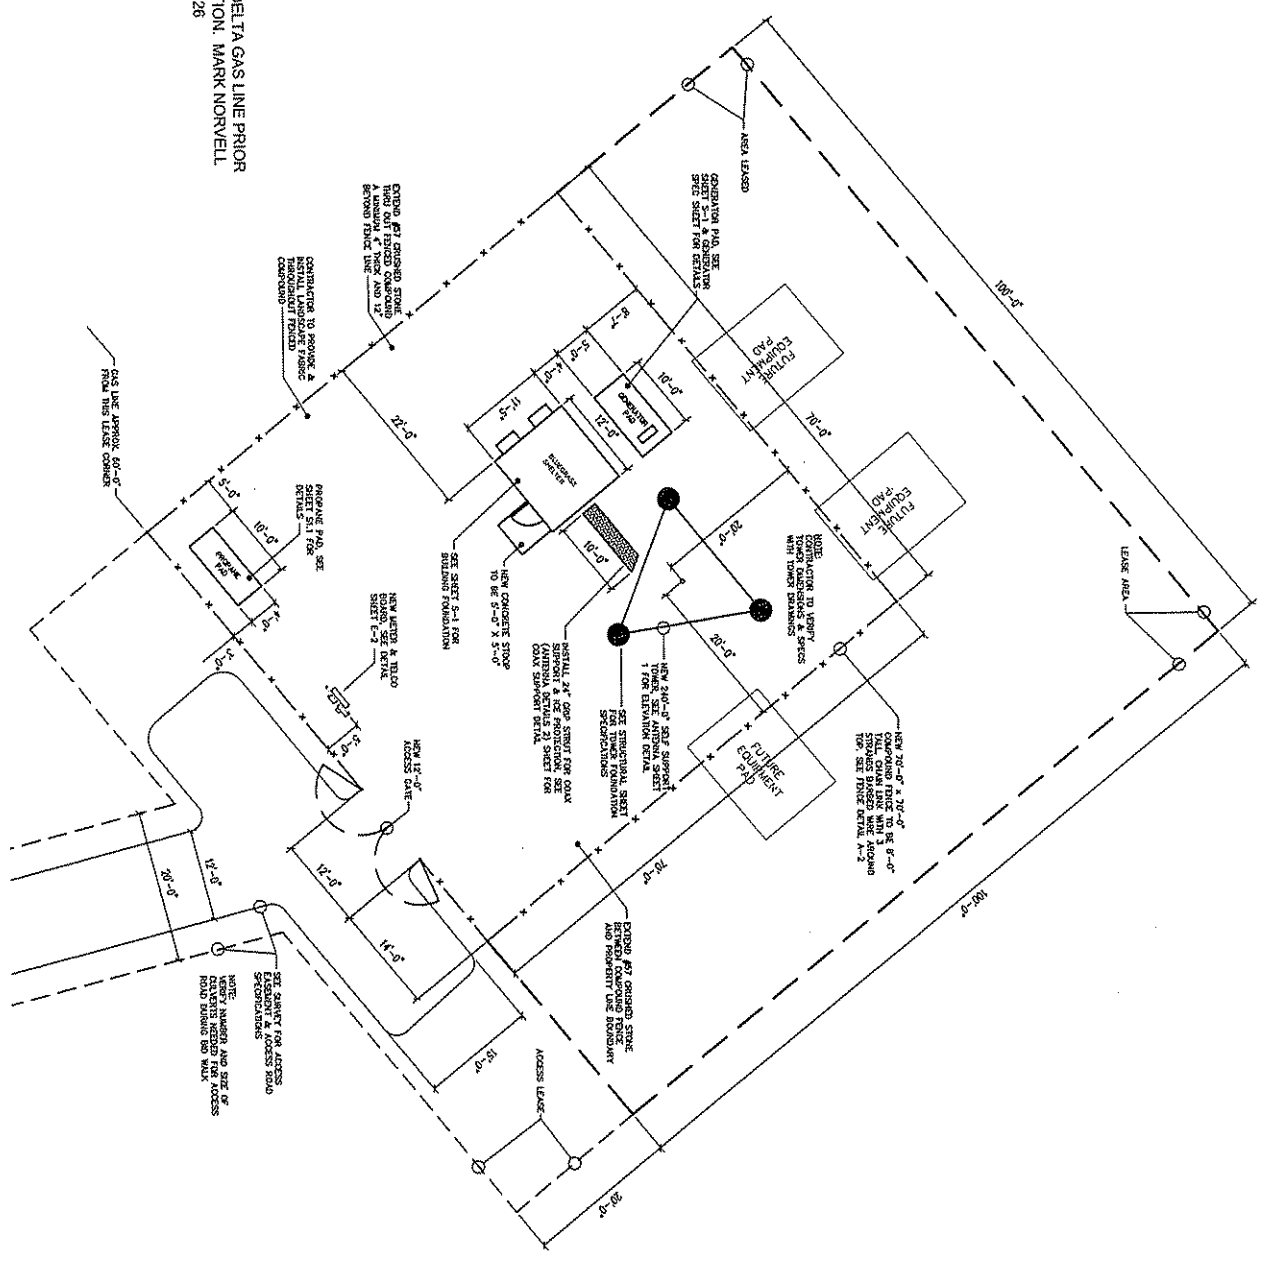 DELTA GAS LINE PRIOR
TION. MARK NORVELL
26
AREA LEASED
100'-0"
GENERATOR PAD, SEE
SHEET S-1 & GENERATOR
SPEC SHEET FOR DETAILS
EXTEND #57 CRUSHED STONE
THRU OUT FENCED COMPOUND
A MINIMUM 4" THICK AND 12"
BEYOND FENCE LINE
CONTRACTOR TO PROVIDE &
INSTALL LANDSCAPE FABRIC
THROUGHOUT FENCED
COMPOUND
GAS LINE APPROX. 60'-0"
FROM THIS LEASE CORNER
FUTURE
EQUIPMENT
PAD
FUTURE
EQUIPMENT
PAD
70'-0"
8'-7"
5'-0"
4'-0"
10'-0"
GENERATOR
PAD
12'-0"
11'-5"
BLUEGRASS
SHELTER
22'-0"
20'-0"
10'-0"
NOTE:
CONTRACTOR TO VERIFY
TOWER DIMENSIONS & SPECS
WITH TOWER DRAWINGS
LEASE AREA
20'-0"
PROPANE PAD, SEE
SHEET S1.1 FOR
DETAILS
5'-0"
10'-0"
PROPANE
PAD
4'-0"
SEE SHEET S-1 FOR
BUILDING FOUNDATION
NEW CONCRETE STOOP
TO BE 5'-0" X 5'-0"
INSTALL 24" GRIP STRUT FOR COAX
SUPPORT & ICE PROTECTION, SEE
(ANTENNA DETAILS 2) SHEET FOR
COAX SUPPORT DETAIL
NEW 240'-0" SELF SUPPORT
TOWER, SEE ANTENNA SHEET
1 FOR ELEVATION DETAIL
SEE STRUCTURAL SHEET
FOR TOWER FOUNDATION
SPECIFICATIONS
NEW 70'-0" x 70'-0"
COMPOUND FENCE TO BE 8'-0"
TALL CHAIN LINK WITH 3
STRANDS BARBED WIRE AROUND
TOP, SEE FENCE DETAIL A-2
FUTURE
EQUIPMENT
PAD
NEW METER & TELCO
BOARD, SEE DETAIL
SHEET E-2
NEW 12'-0"
ACCESS GATE
12'-0"
14'-0"
70'-0"
100'-0"
EXTEND #57 CRUSHED STONE
BETWEEN COMPOUND FENCE
AND PROPERTY LINE BOUNDARY
12'-0"
20'-0"
SEE SURVEY FOR ACCESS
EASEMENT & ACCESS ROAD
SPECIFICATIONS
NOTE:
VERIFY NUMBER AND SIZE OF
CULVERTS NEEDED FOR ACCESS
ROAD DURING BID WALK
ACCESS LEASE
20'-0"